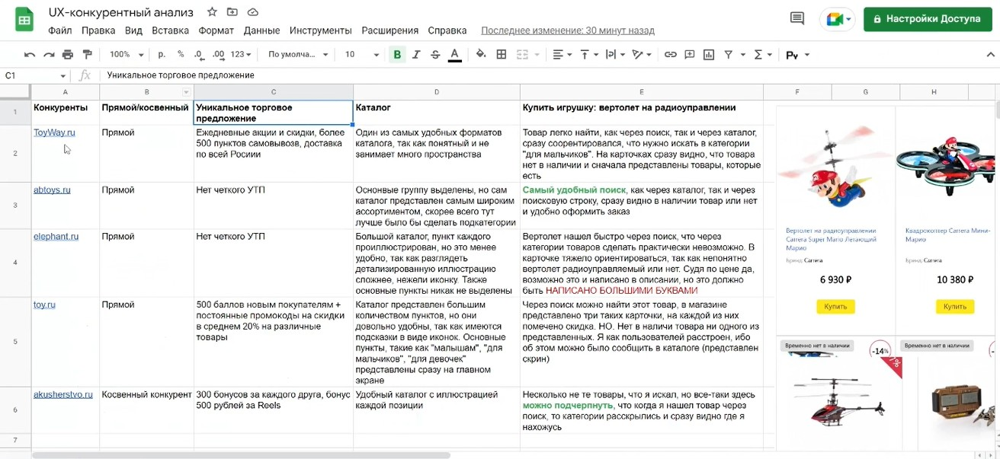 UX-конкурентный анализ
Файл Правка Вид Вставка Формат Данные Инструменты Расширения Справка Последнее изменение: 30 минут назад
Настройки Доступа
100% р. % .0 .00 123 По умолча... 10 B I S A
C1 fx Уникальное торговое предложение
A B C D E F G H
1
Конкуренты
Прямой/косвенный
Уникальное торговое
предложение
Каталог
Купить игрушку: вертолет на радиоуправлении
2
ToyWay.ru
Прямой
Ежедневные акции и скидки, более
500 пунктов самовывозв, доставка
по всей Росиии
Один из самых удобных форматов
каталога, так как понятный и не
занимает много пространства
Товар легко найти, как через поиск, так и через каталог,
сразу соорентировался, что нужно искать в категории
"для мальчиков". На карточках сразу видно, что товара
нет в наличии и сначала представлены товары, которые
есть
3
abtoys.ru
Прямой
Нет четкого УТП
Основные группу выделены, но сам
каталог представлен самым широким
ассортиментом, скорее всего тут
лучше было бы сделать подкатегории
Самый удобный поиск, как через каталог, так и через
поисковую строку, сразу видно в наличии товар или нет
и удобно оформить заказ
4
elephant.ru
Прямой
Нет четкого УТП
Большой каталог, пункт каждого
проиллюстрирован, но это менее
удобно, так как разглядеть
детализированную иллюстрацию
сложнее, нежели иконку. Также
основные пункты никак не выделены
Вертолет нашел быстро через поиск, что через
категории товаров сделать практически невозможно. В
карточке тяжело ориентироваться, так как непонятно
вертолет радиоуправляемый или нет. Судя по цене да,
возможно это и написано в описании, но это должно
быть НАПИСАНО БОЛЬШИМИ БУКВАМИ
5
toy.ru
Прямой
500 баллов новым покупателям +
постоянные промокоды на скидки
в среднем 20% на различные
товары
Каталог представлен большим
количеством пунктов, но они
довольно удобны, так как имеются
подсказки в виде иконок. Основные
пункты, такие как "малышам", "для
мальчиков", "для девочек"
представлены сразу на главном
экране
Через поиск можно найти этот товар, в магазине
представлено три таких карточки, на каждой из них
помечено скидка. НО. Нет в наличии товара ни одного из
представленных. Я как пользователей расстроен, ибо
об этом можно было сообщить в каталоге (представлен
скрин)
6
akusherstvo.ru
Косвенный конкурент
300 бонусов за каждого друга, бонус
500 рублей за Reels
Удобный каталог с иллюстрацией
каждой позиции
Несколько не те товары, что я искал, но все-таки здесь
можно подчерпнуть, что когда я нашел товар через
поиск, то категории расскрылись и сразу видно где я
нахожусь
7
Вертолет на радиоуправлении
Carrera Super Mario Летающий
Марио
Бренд: Carrera
6 930 ₽
Купить
Квадрокоптер Carrera Мини-
Марио
Бренд: Carrera
10 380 ₽
Купить
Временно нет в наличии
-14%
Временно нет в наличии